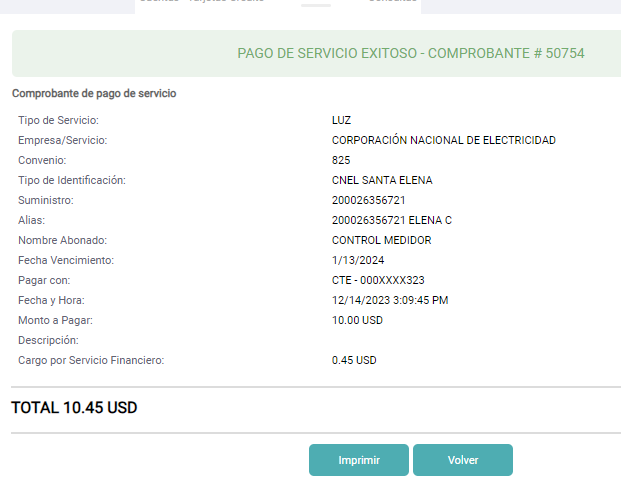 PAGO DE SERVICIO EXITOSO - COMPROBANTE # 50754
Comprobante de pago de servicio
Tipo de Servicio: LUZ
Empresa/Servicio: CORPORACIÓN NACIONAL DE ELECTRICIDAD
Convenio: 825
Tipo de Identificación: CNEL SANTA ELENA
Suministro: 200026356721
Alias: 200026356721 ELENA C
Nombre Abonado: CONTROL MEDIDOR
Fecha Vencimiento: 1/13/2024
Pagar con: CTE - 000XXXX323
Fecha y Hora: 12/14/2023 3:09:45 PM
Monto a Pagar: 10.00 USD
Descripción:
Cargo por Servicio Financiero: 0.45 USD
TOTAL 10.45 USD
Imprimir Volver